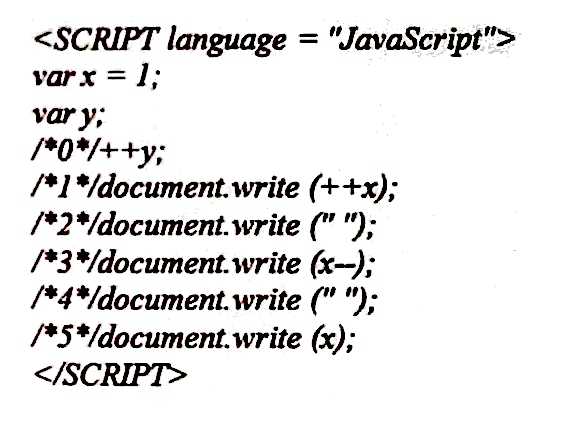 <SCRIPT language = "JavaScript">
var x = 1;
var y;
/*0*/++y;
/*1*/document.write (++x);
/*2*/document.write (" ");
/*3*/document.write (x--);
/*4*/document.write (" ");
/*5*/document.write (x);
</SCRIPT>